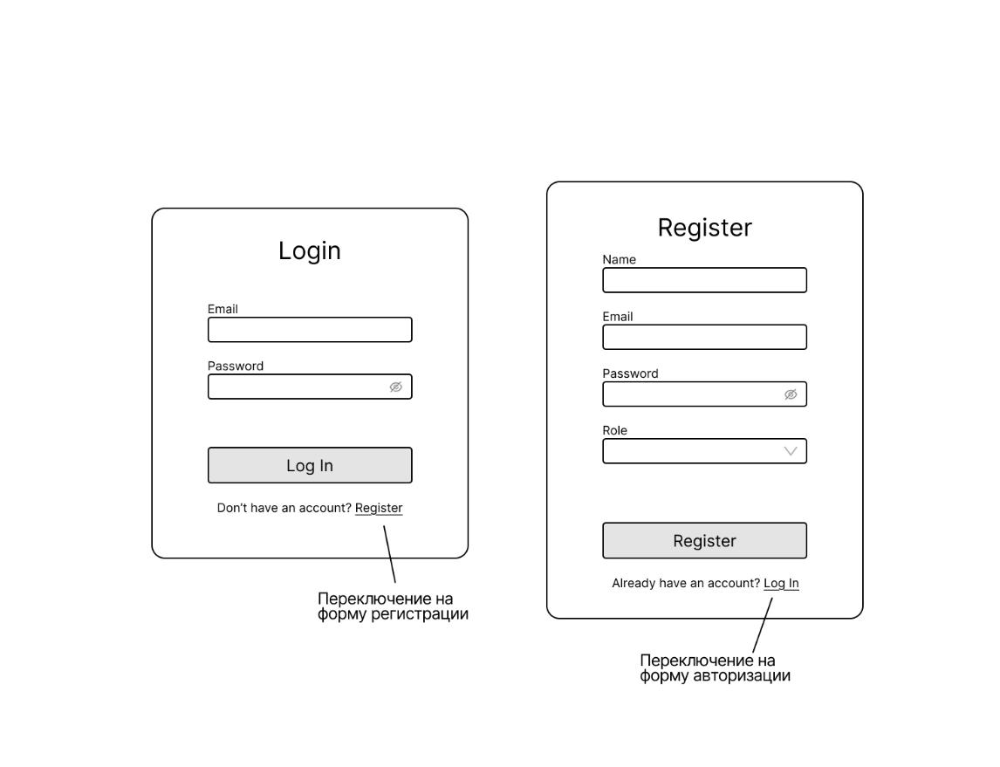 Login
Email
Password
Log In
Don’t have an account? Register
Переключение на
форму регистрации
Register
Name
Email
Password
Role
Register
Already have an account? Log In
Переключение на
форму авторизации